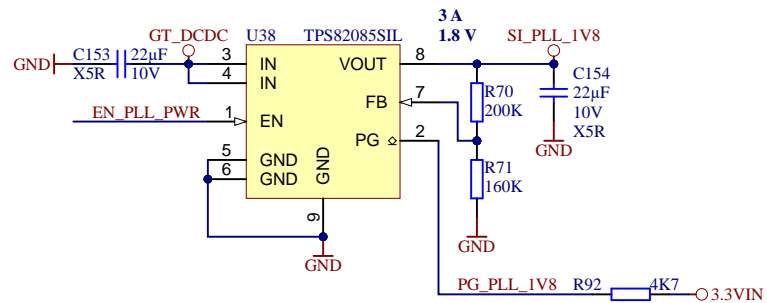 3 A
1.8 V
GT_DCDC U38 TPS82085SIL SI_PLL_1V8
GND C153 22µF 3 IN VOUT 8
X5R 10V 4 IN
C154
22µF
10V
X5R
GND
R70
200K
FB 7
EN_PLL_PWR 1 EN
PG 2
5 GND
6 GND
GND
9
R71
160K
GND
GND
PG_PLL_1V8 R92 4K7 3.3VIN